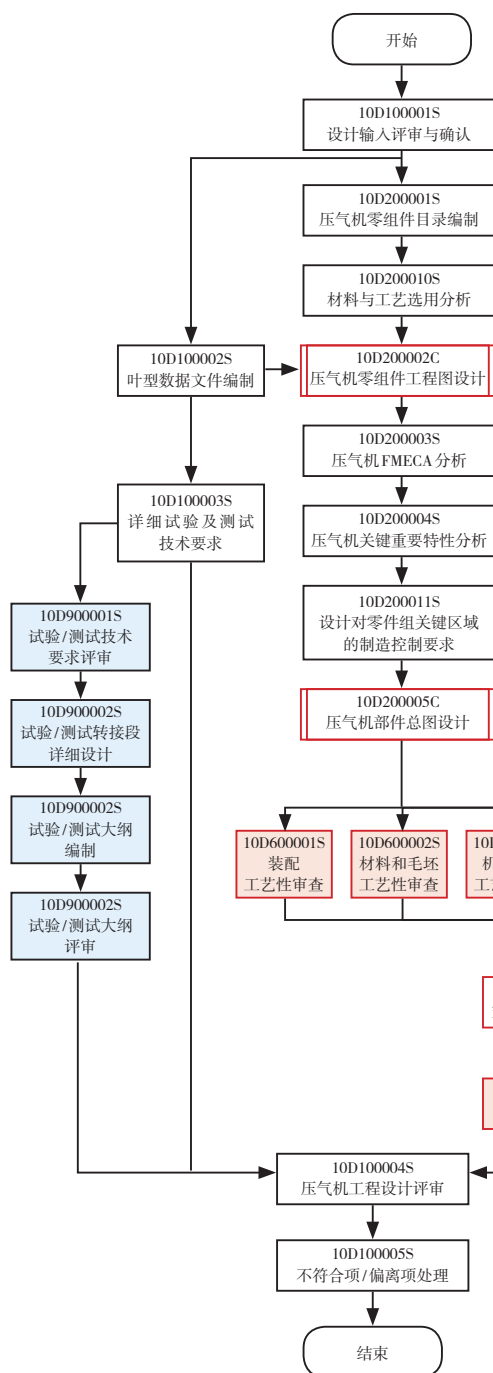 开始
10D100001S
设计输入评审与确认
10D200001S
压气机零组件目录编制
10D200010S
材料与工艺选用分析
10D100002S
叶型数据文件编制
10D200002C
压气机零组件工程图设计
10D200003S
压气机FMECA分析
10D100003S
详细试验及测试
技术要求
10D200004S
压气机关键重要特性分析
10D200011S
设计对零件组关键区域
的制造控制要求
10D900001S
试验/测试技术
要求评审
10D200005C
压气机部件总图设计
10D900002S
试验/测试转接段
详细设计
10D900002S
试验/测试大纲
编制
10D600001S
装配
工艺性审查
10D600002S
材料和毛坯
工艺性审查
10D
机
工艺
10D900002S
试验/测试大纲
评审
10D100004S
压气机工程设计评审
10D100005S
不符合项/偏离项处理
结束